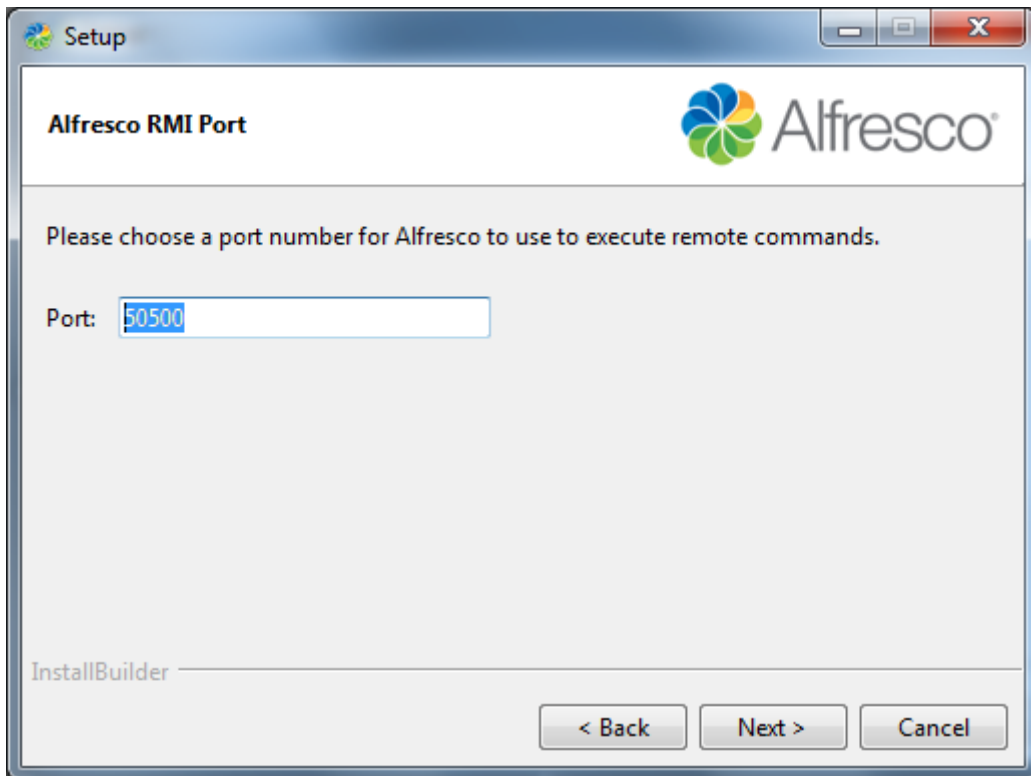 Setup
Alfresco RMI Port
Alfresco®
Please choose a port number for Alfresco to use to execute remote commands.
Port: 50500
InstallBuilder
< Back Next > Cancel